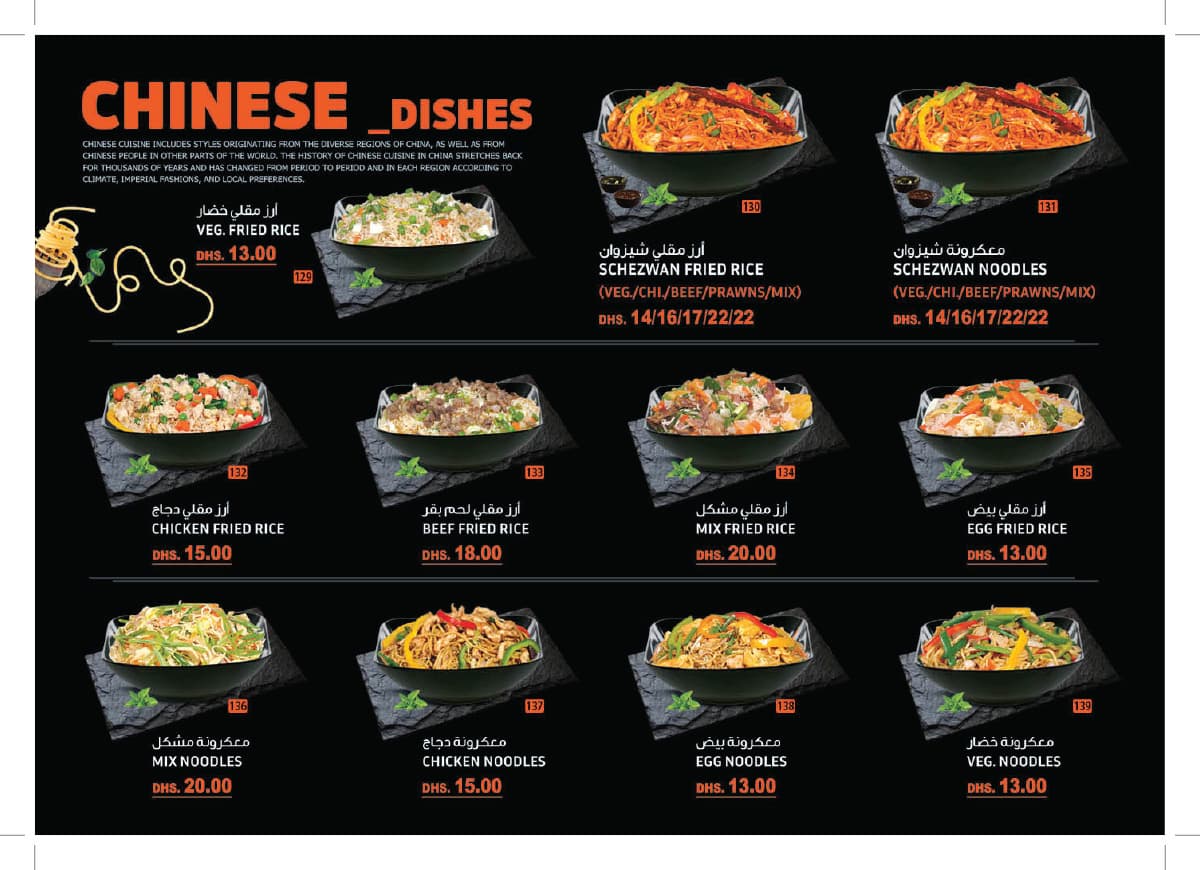 CHINESE _DISHES
CHINESE CUISINE INCLUDES STYLES ORIGINATING FROM THE DIVERSE REGIONS OF CHINA, AS WELL AS FROM
CHINESE PEOPLE IN OTHER PARTS OF THE WORLD. THE HISTORY OF CHINESE CUISINE IN CHINA STRETCHES BACK
FOR THOUSANDS OF YEARS AND HAS CHANGED FROM PERIOD TO PERIOD AND IN EACH REGION ACCORDING TO
CLIMATE, IMPERIAL FASHIONS, AND LOCAL PREFERENCES.
أرز مقلي خضار
VEG. FRIED RICE
DHS. 13.00
129
130
أرز مقلي شيزوان
SCHEZWAN FRIED RICE
(VEG./CHI./BEEF/PRAWNS/MIX)
DHS. 14/16/17/22/22
131
معكرونة شيزوان
SCHEZWAN NOODLES
(VEG./CHI./BEEF/PRAWNS/MIX)
DHS. 14/16/17/22/22
132
أرز مقلي دجاج
CHICKEN FRIED RICE
DHS. 15.00
133
أرز مقلي لحم بقر
BEEF FRIED RICE
DHS. 18.00
134
أرز مقلي مشكل
MIX FRIED RICE
DHS. 20.00
135
أرز مقلي بيض
EGG FRIED RICE
DHS. 13.00
136
معكرونة مشكل
MIX NOODLES
DHS. 20.00
137
معكرونة دجاج
CHICKEN NOODLES
DHS. 15.00
138
معكرونة بيض
EGG NOODLES
DHS. 13.00
139
معكرونة خضار
VEG. NOODLES
DHS. 13.00